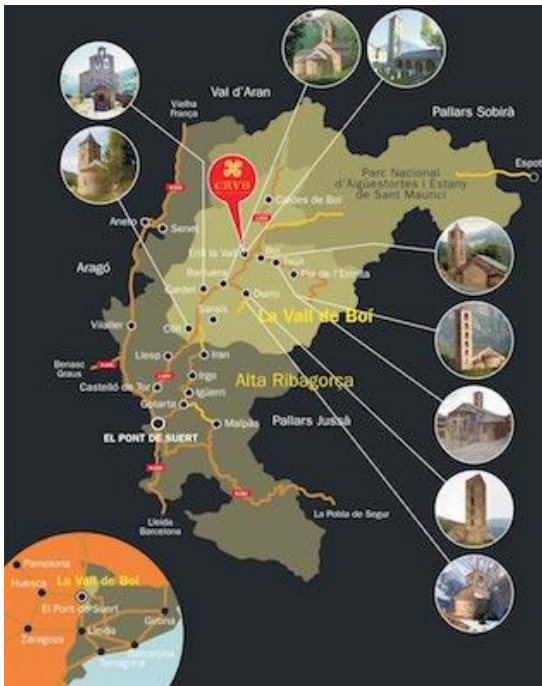 Val d'Aran
Pallars Sobirà
Vielha
França
CRVB
Parc Nacional
d'Aigüestortes i Estany
de Sant Maurici
Espot
Caldes de Boí
Aneto
Senet
Erill la Vall
Boí
Taüll
Pla de l'Ermita
Aragó
Barruera
Cardet
Durro
Saraís
La Vall de Boí
Vilaller
Cóll
Benasc
Graus
Llesp
Iran
Castelló de Tor
Irgo
Alta Ribagorça
Igüerri
Gotarta
EL PONT DE SUERT
Malpàs
Pallars Jussà
Lleida
Barcelona
La Pobla de Segur
Pamplona
La Vall de Boí
Huesca
El Pont de Suert
Zaragoza
Lleida
Barcelona
Tarragona